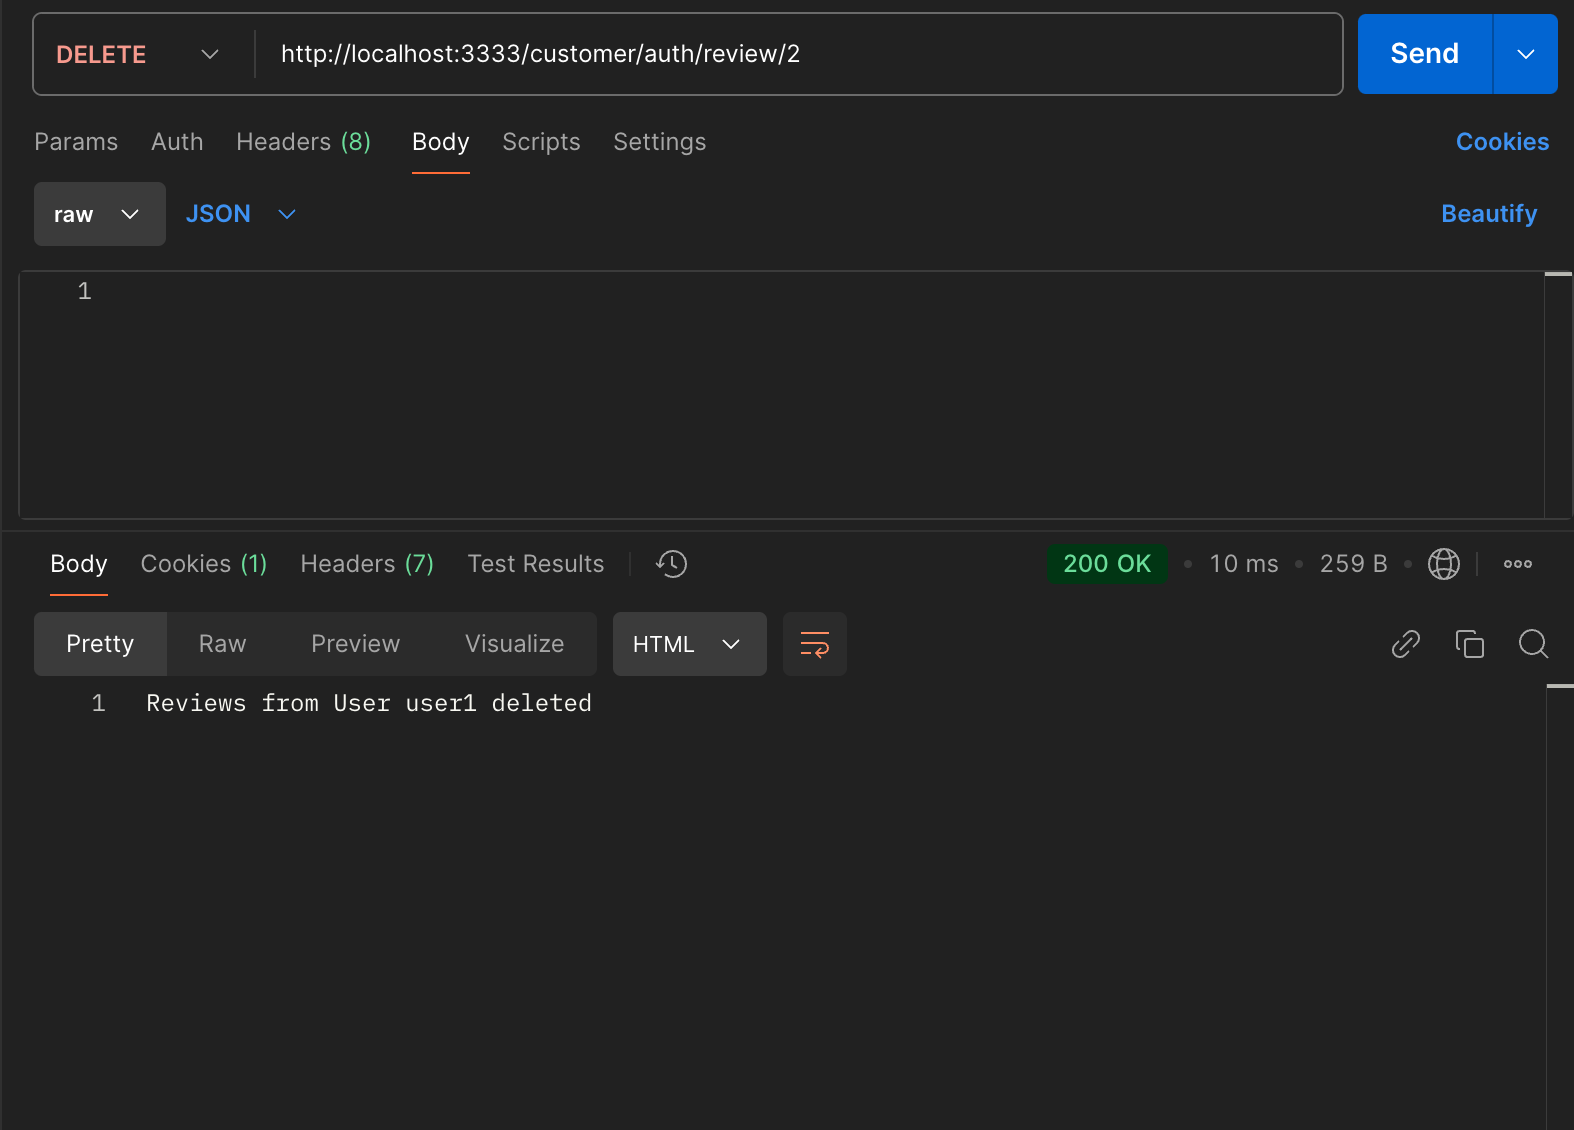 DELETE http://localhost:3333/customer/auth/review/2 Send
Params Auth Headers (8) Body Scripts Settings Cookies
raw JSON Beautify
1
Body Cookies (1) Headers (7) Test Results 200 OK • 10 ms • 259 B •
Pretty Raw Preview Visualize HTML
1 Reviews from User user1 deleted